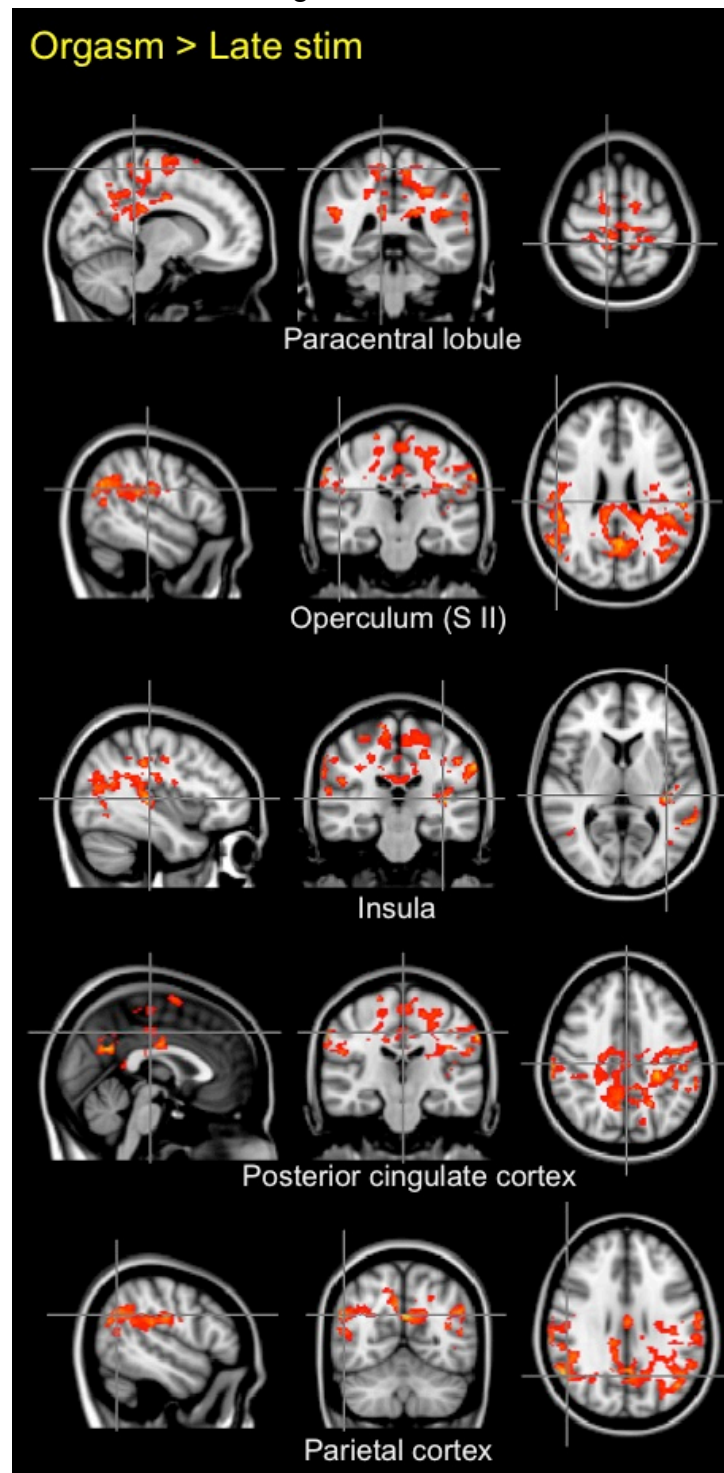 Orgasm > Late stim
Paracentral lobule
Operculum (S II)
Insula
Posterior cingulate cortex
Parietal cortex